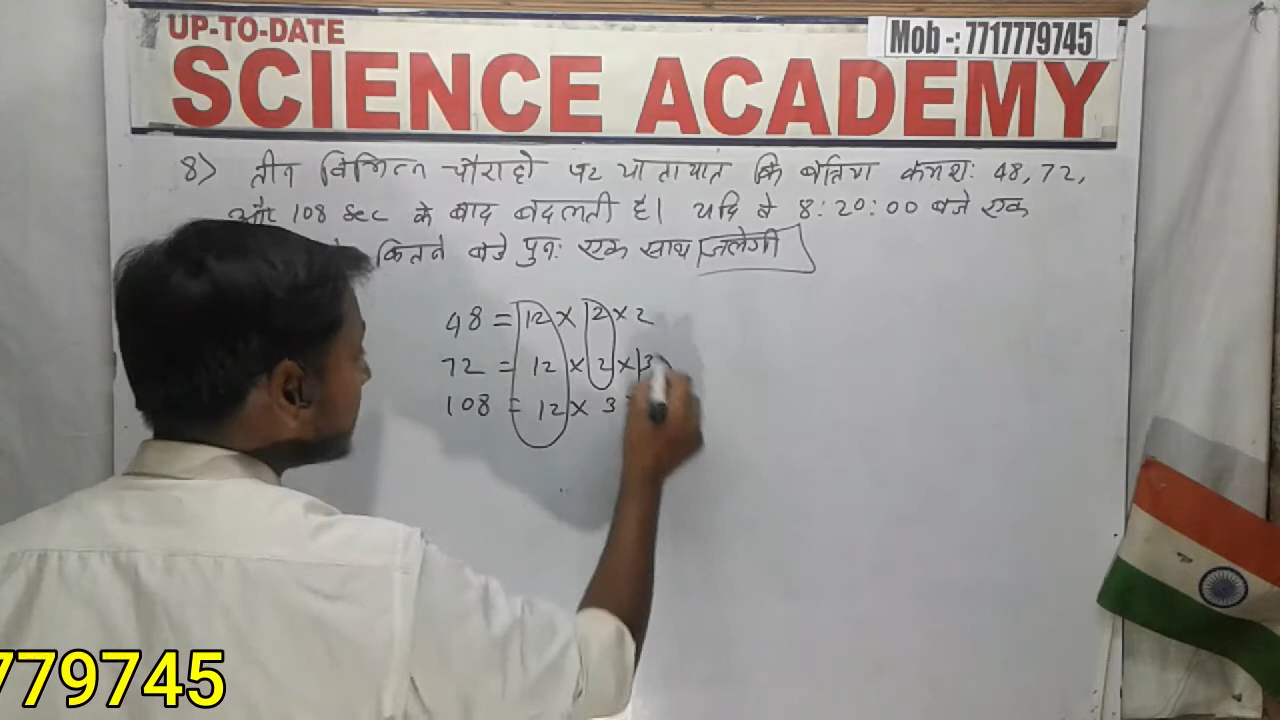 UP-TO-DATE
Mob -: 7717779745
SCIENCE ACADEMY
8> तीन विभिन्न चौराहो पर यातायात कि बत्तिया क्रमशः 48, 72,
और 108 sec के बाद बदलती है। यदि वे 8:20:00 बजे एक
कितने बजे पुनः एक साथ जलेगी
48 = 12 × 2 × 2
72 = 12 × 2 × 3
108 = 12 × 3
779745